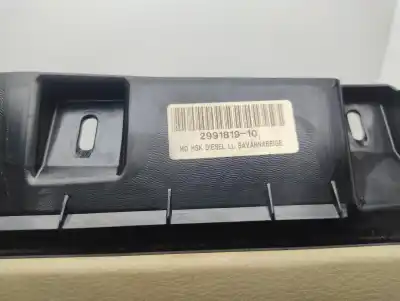 2991819-10
MD HSK DIESEL LL SAVANNABEIGE